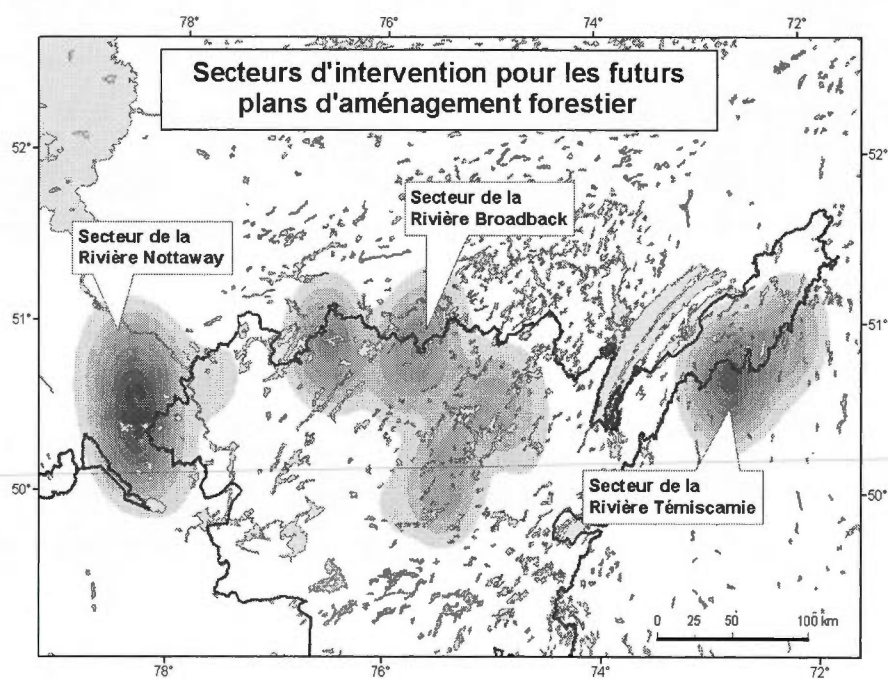 78° 76° 74° 72°
Secteurs d'intervention pour les futurs
plans d'aménagement forestier
52° 52°
Secteur de la
Rivière Broadback
Secteur de la
Rivière Nottaway
51° 51°
50° 50°
Secteur de la
Rivière Témiscamie
0 25 50 100 km
78° 76° 74° 72°